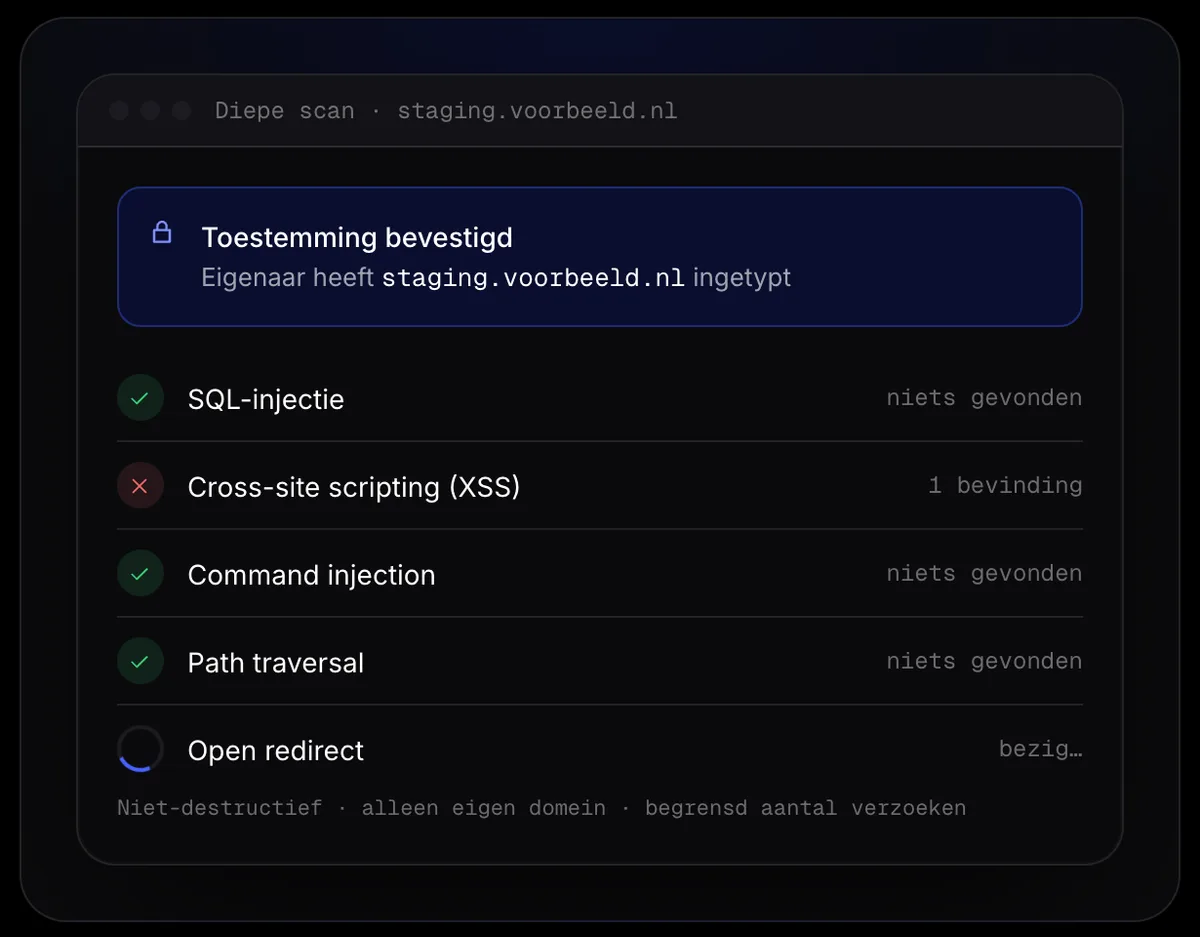 Diepe scan · staging.voorbeeld.nl
Toestemming bevestigd
Eigenaar heeft staging.voorbeeld.nl ingetypt
SQL-injectie niets gevonden
Cross-site scripting (XSS) 1 bevinding
Command injection niets gevonden
Path traversal niets gevonden
Open redirect bezig…
Niet-destructief · alleen eigen domein · begrensd aantal verzoeken